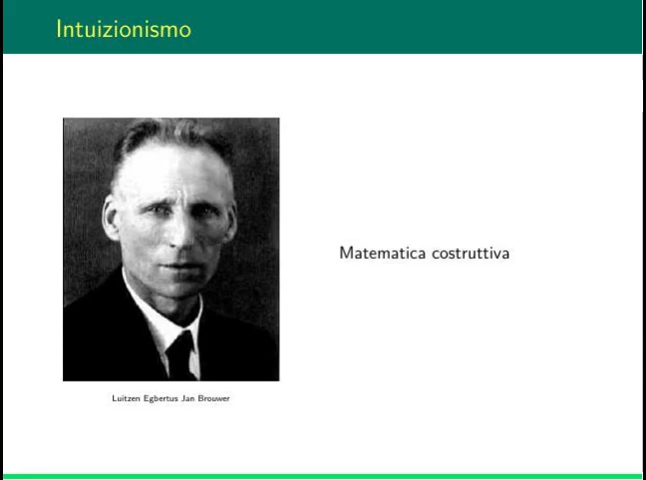 Intuizionismo
Matematica costruttiva
Luitzen Egbertus Jan Brouwer